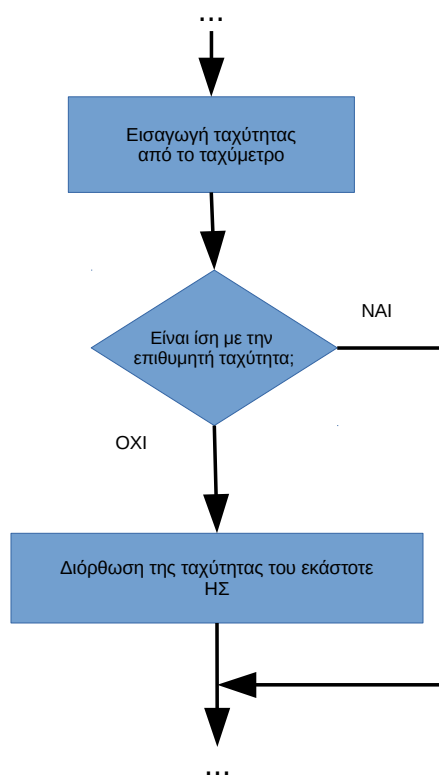 ...
Εισαγωγή ταχύτητας
από το ταχύμετρο
ΝΑΙ
Είναι ίση με την
επιθυμητή ταχύτητα;
ΟΧΙ
Διόρθωση της ταχύτητας του εκάστοτε
ΗΣ
...